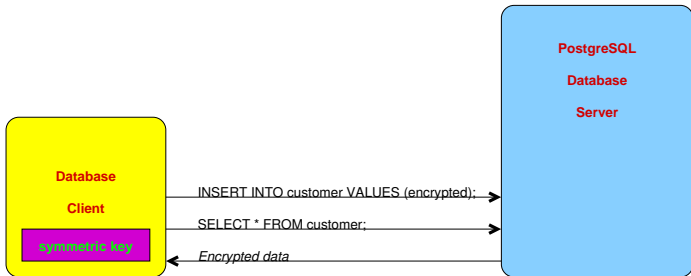 PostgreSQL
Database
Server
Database
Client
symmetric key
INSERT INTO customer VALUES (encrypted);
SELECT * FROM customer;
Encrypted data